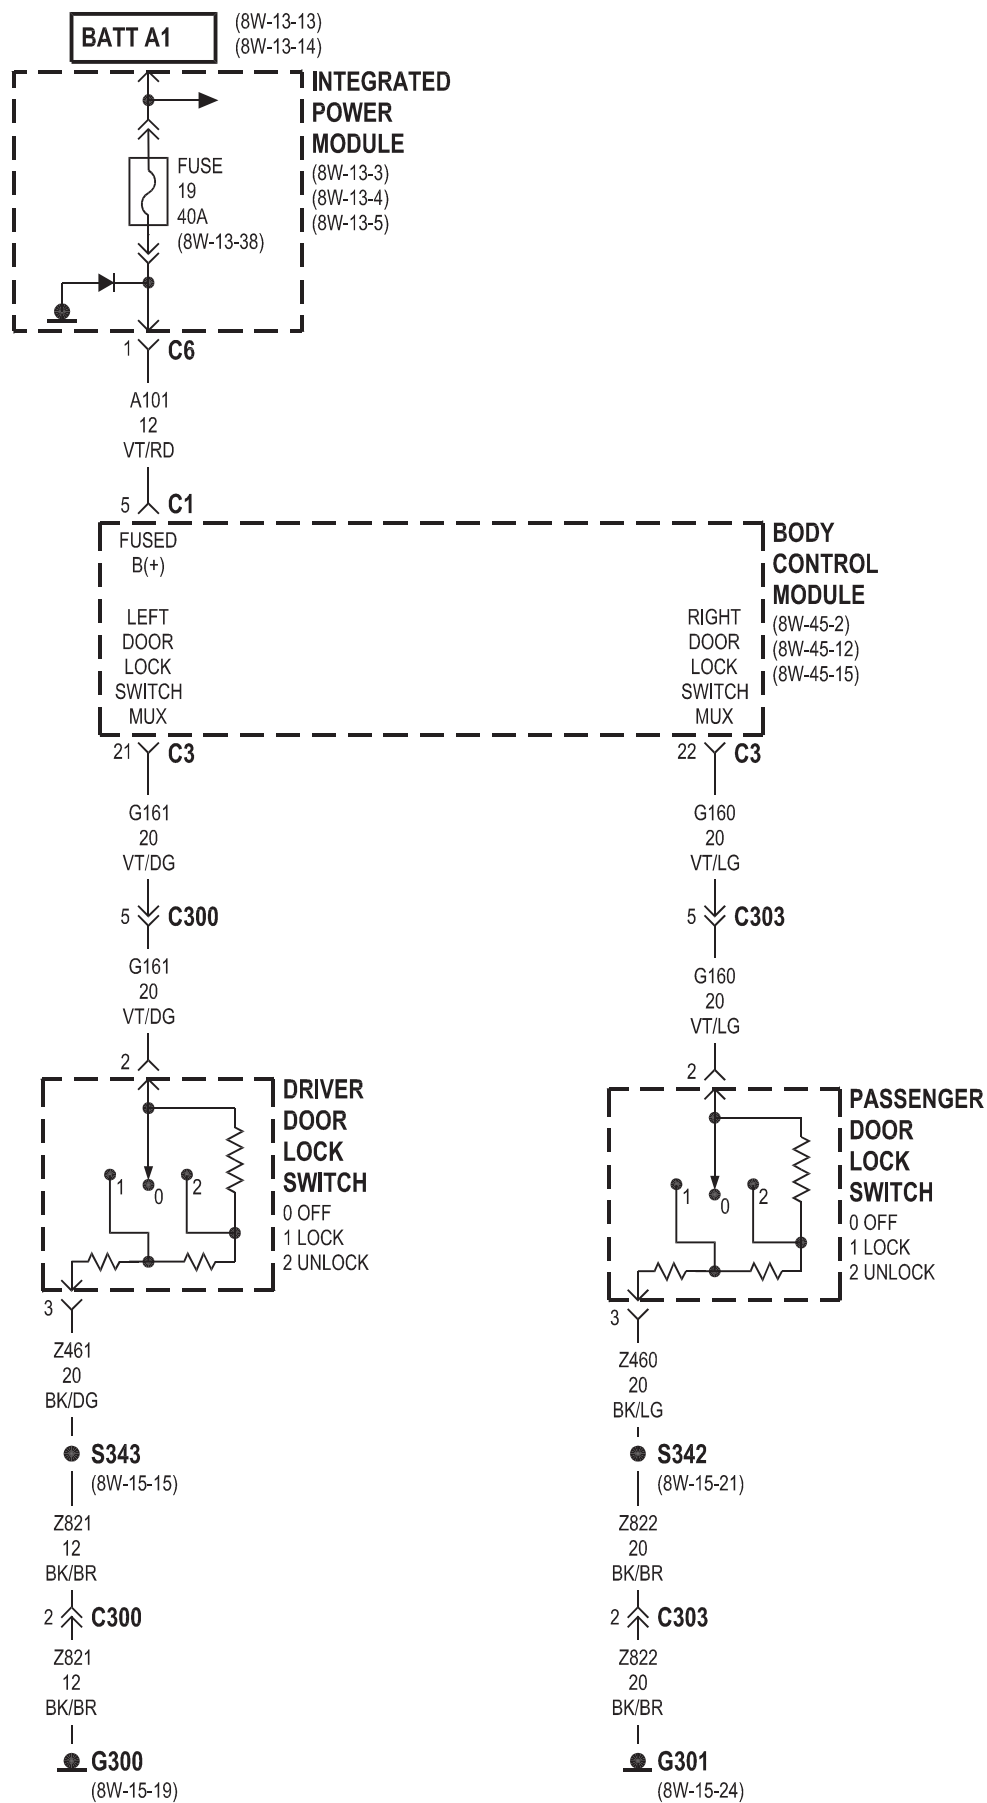 BATT A1
(8W-13-13)
(8W-13-14)
INTEGRATED
POWER
MODULE
(8W-13-3)
(8W-13-4)
(8W-13-5)
FUSE
19
40A
(8W-13-38)
1 C6
A101
12
VT/RD
5 C1
FUSED
B(+)
BODY
CONTROL
MODULE
(8W-45-2)
(8W-45-12)
(8W-45-15)
LEFT
DOOR
LOCK
SWITCH
MUX
RIGHT
DOOR
LOCK
SWITCH
MUX
21 C3
22 C3
G161
20
VT/DG
G160
20
VT/LG
5 C300
5 C303
G161
20
VT/DG
G160
20
VT/LG
2
2
DRIVER
DOOR
LOCK
SWITCH
0 OFF
1 LOCK
2 UNLOCK
1
0
2
PASSENGER
DOOR
LOCK
SWITCH
0 OFF
1 LOCK
2 UNLOCK
1
0
2
3
3
Z461
20
BK/DG
Z460
20
BK/LG
S343
(8W-15-15)
S342
(8W-15-21)
Z821
12
BK/BR
Z822
20
BK/BR
2 C300
2 C303
Z821
12
BK/BR
Z822
20
BK/BR
G300
(8W-15-19)
G301
(8W-15-24)